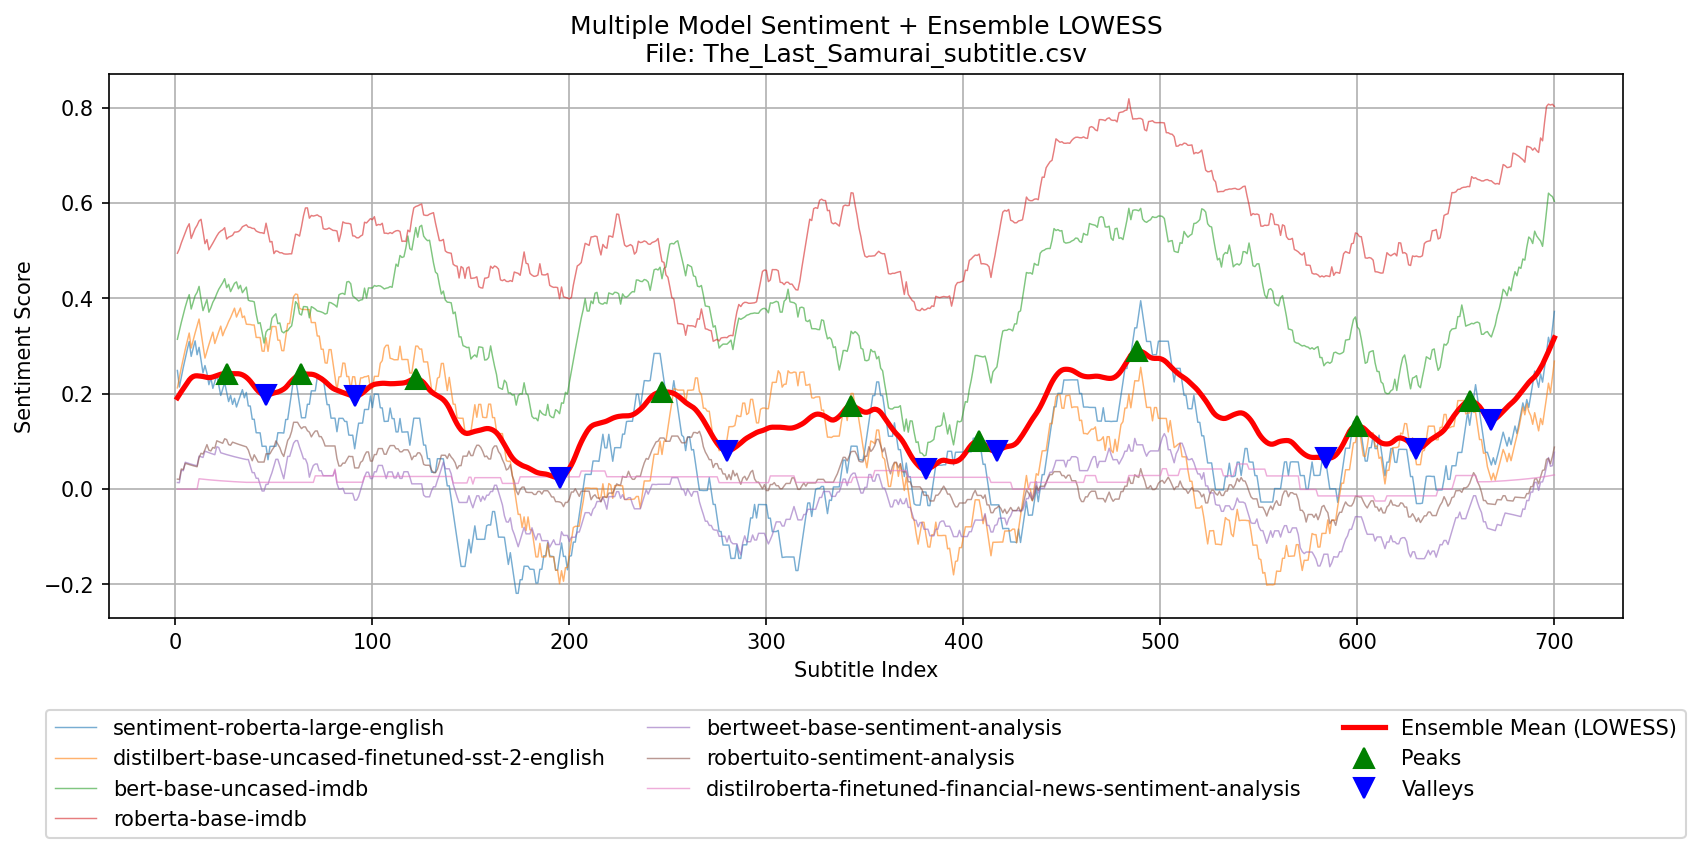 Multiple Model Sentiment + Ensemble LOWESS
File: The_Last_Samurai_subtitle.csv
Sentiment Score
0.8
0.6
0.4
0.2
0.0
−0.2
0 100 200 300 400 500 600 700
Subtitle Index
sentiment-roberta-large-english
distilbert-base-uncased-finetuned-sst-2-english
bert-base-uncased-imdb
roberta-base-imdb
bertweet-base-sentiment-analysis
robertuito-sentiment-analysis
distilroberta-finetuned-financial-news-sentiment-analysis
Ensemble Mean (LOWESS)
Peaks
Valleys